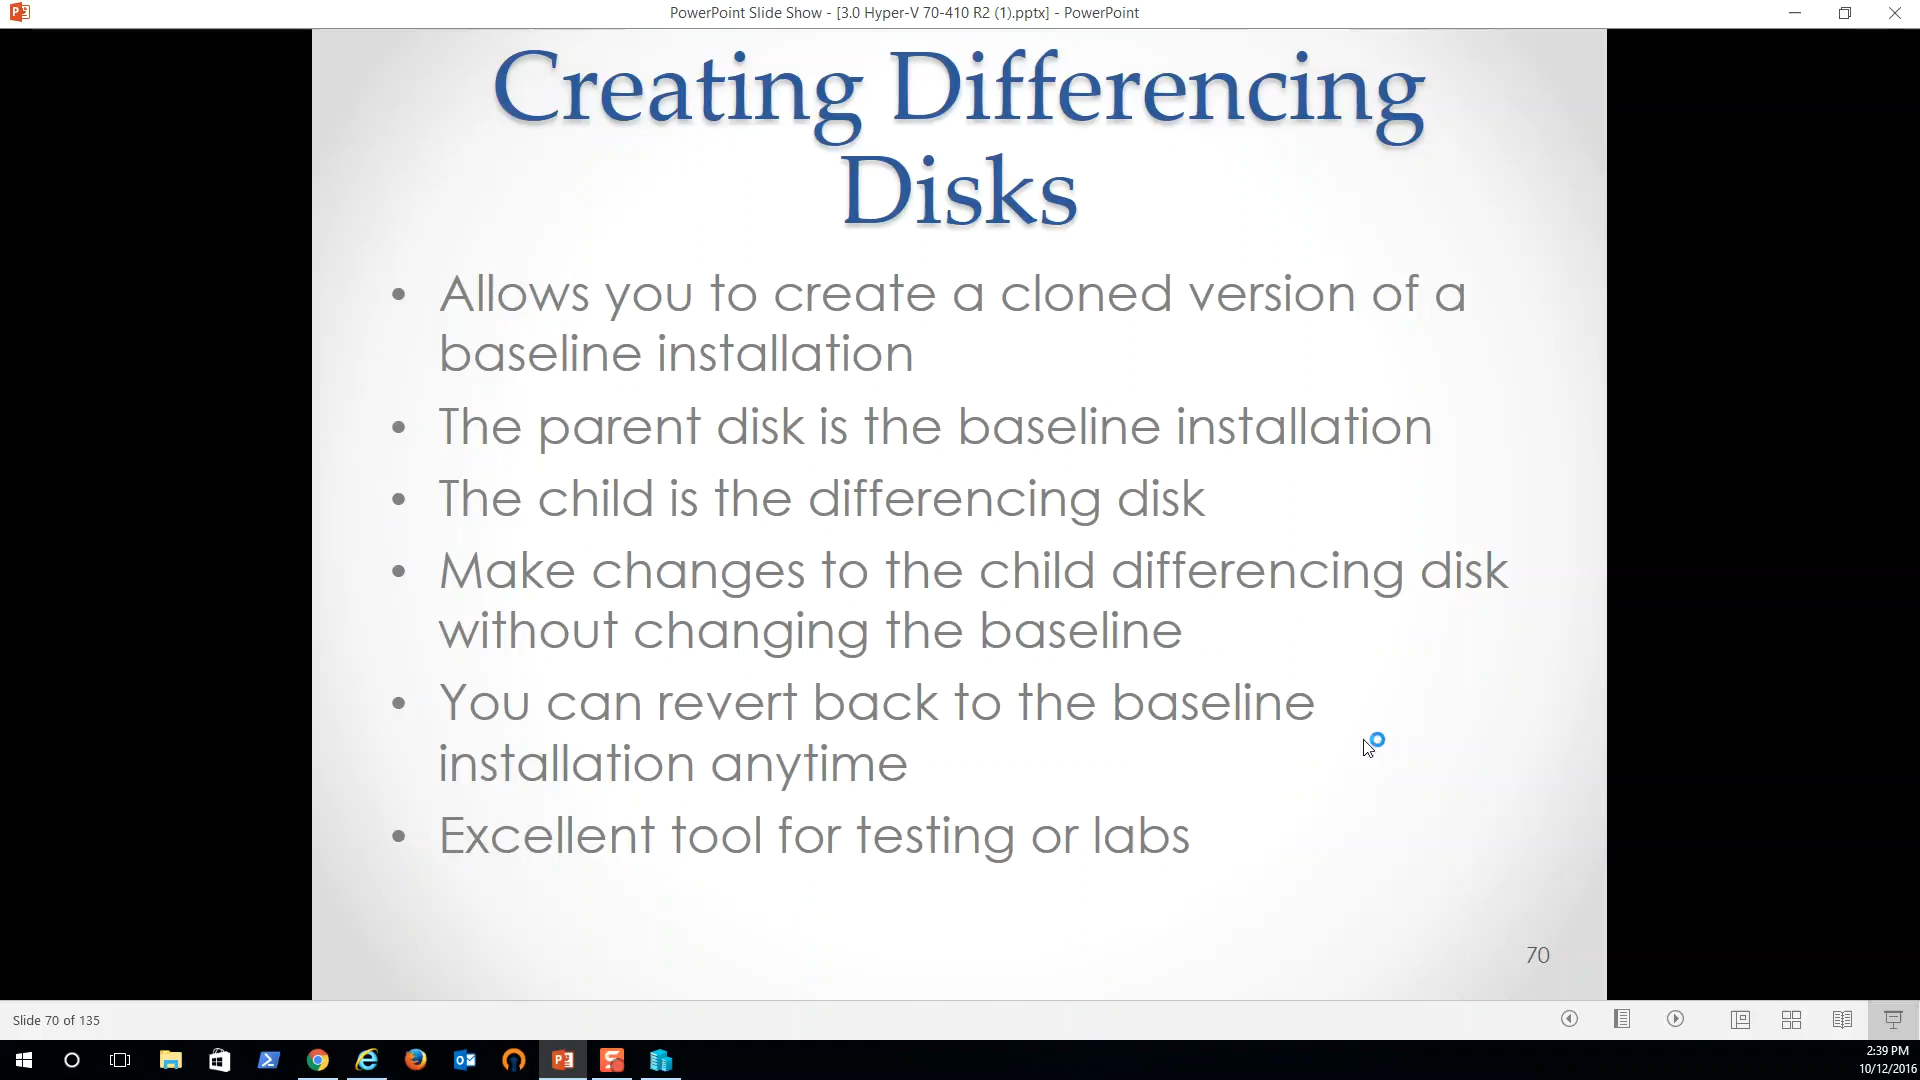 PowerPoint Slide Show - [3.0 Hyper-V 70-410 R2 (1).pptx] - PowerPoint
Creating Differencing
Disks
• Allows you to create a cloned version of a
baseline installation
• The parent disk is the baseline installation
• The child is the differencing disk
• Make changes to the child differencing disk
without changing the baseline
• You can revert back to the baseline
installation anytime
• Excellent tool for testing or labs
70
Slide 70 of 135
2:39 PM
10/12/2016